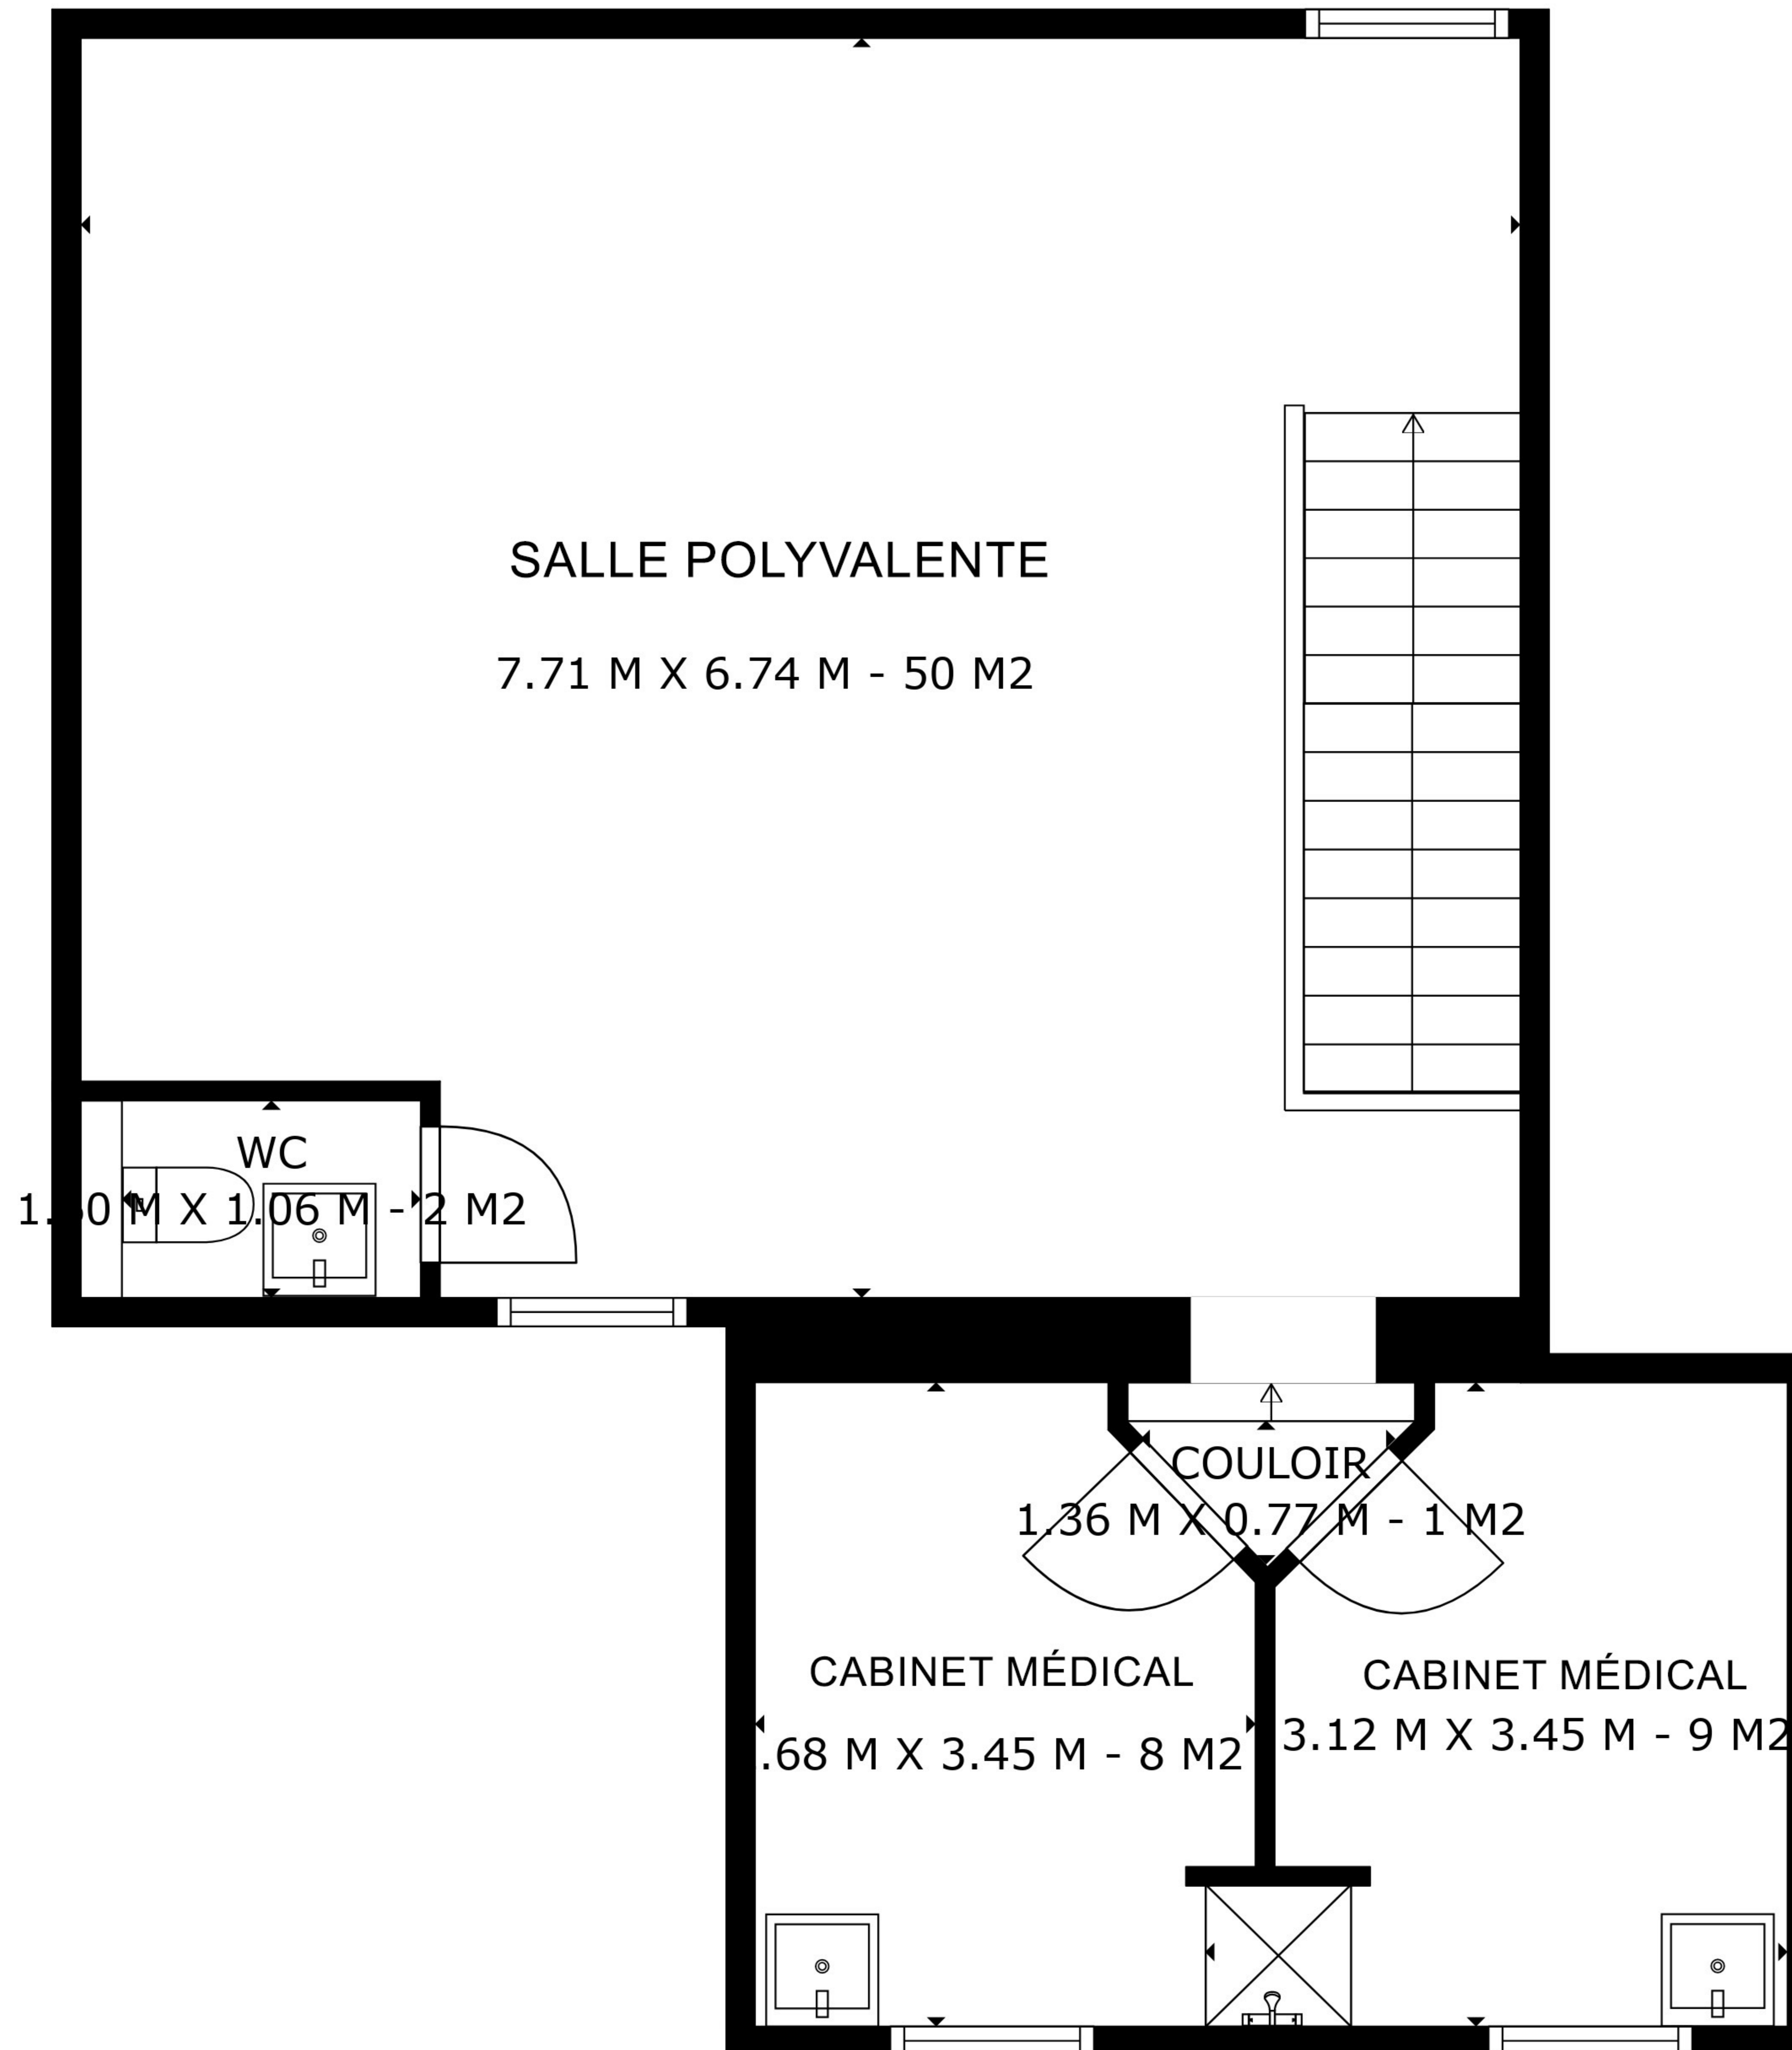 SALLE POLYVALENTE
7.71 M X 6.74 M - 50 M2
WC
M X 1.06 M - 2 M2
COULOIR
1.36 M X 0.77 M - 1 M2
CABINET MÉDICAL
.68 M X 3.45 M - 8 M2
CABINET MÉDICAL
3.12 M X 3.45 M - 9 M2